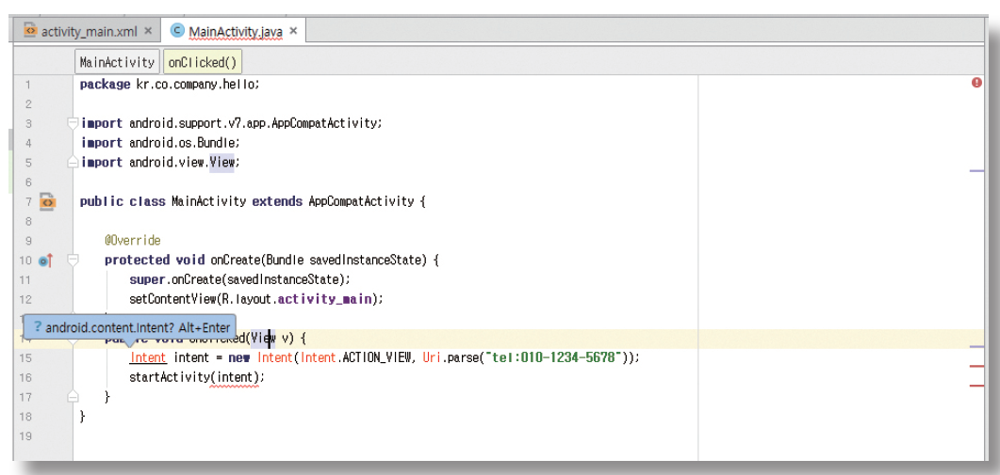 activity_main.xml ×
MainActivity.java ×
MainActivity onClicked()
1 package kr.co.company.hello;
2
3 import android.support.v7.app.AppCompatActivity;
4 import android.os.Bundle;
5 import android.view.View;
6
7 public class MainActivity extends AppCompatActivity {
8
9 @Override
10 protected void onCreate(Bundle savedInstanceState) {
11 super.onCreate(savedInstanceState);
12 setContentView(R.layout.activity_main);
? android.content.Intent? Alt+Enter
14 public void onClicked(View v) {
15 Intent intent = new Intent(Intent.ACTION_VIEW, Uri.parse("tel:010-1234-5678"));
16 startActivity(intent);
17 }
18 }
19